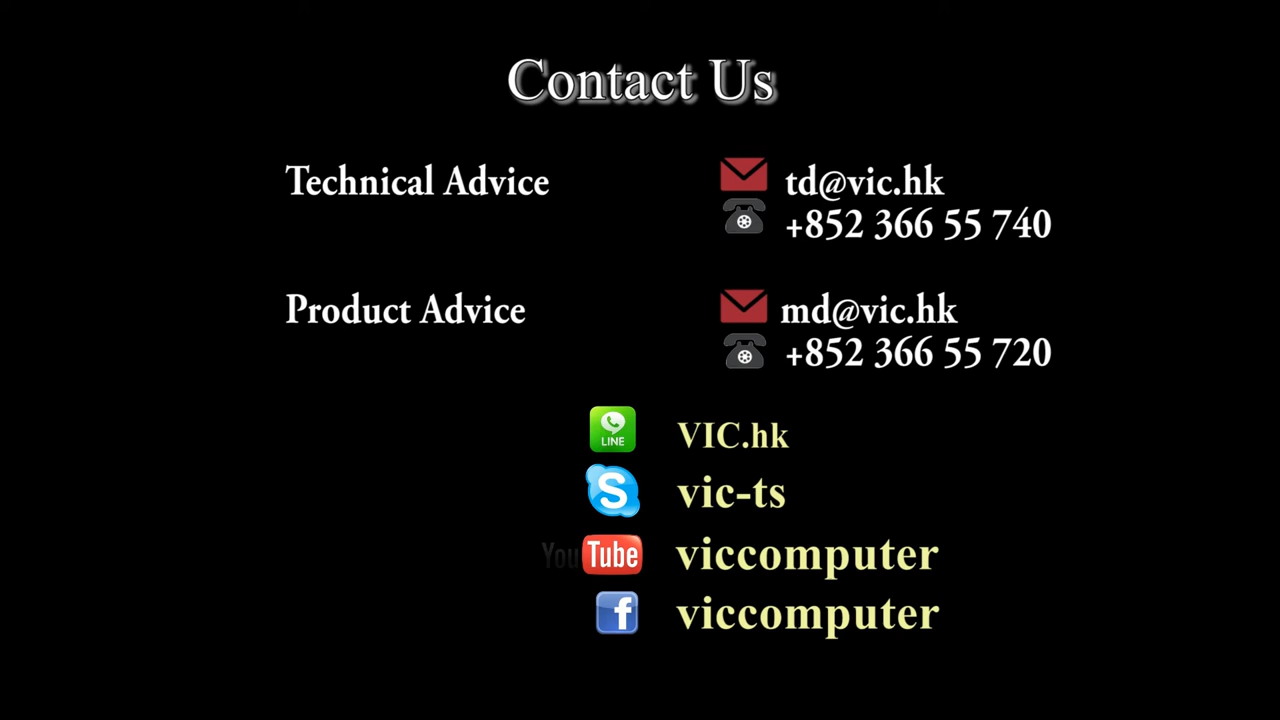 Contact Us
Technical Advice
td@vic.hk
+852 366 55 740
Product Advice
md@vic.hk
+852 366 55 720
LINE VIC.hk
S vic-ts
YouTube viccomputer
f viccomputer